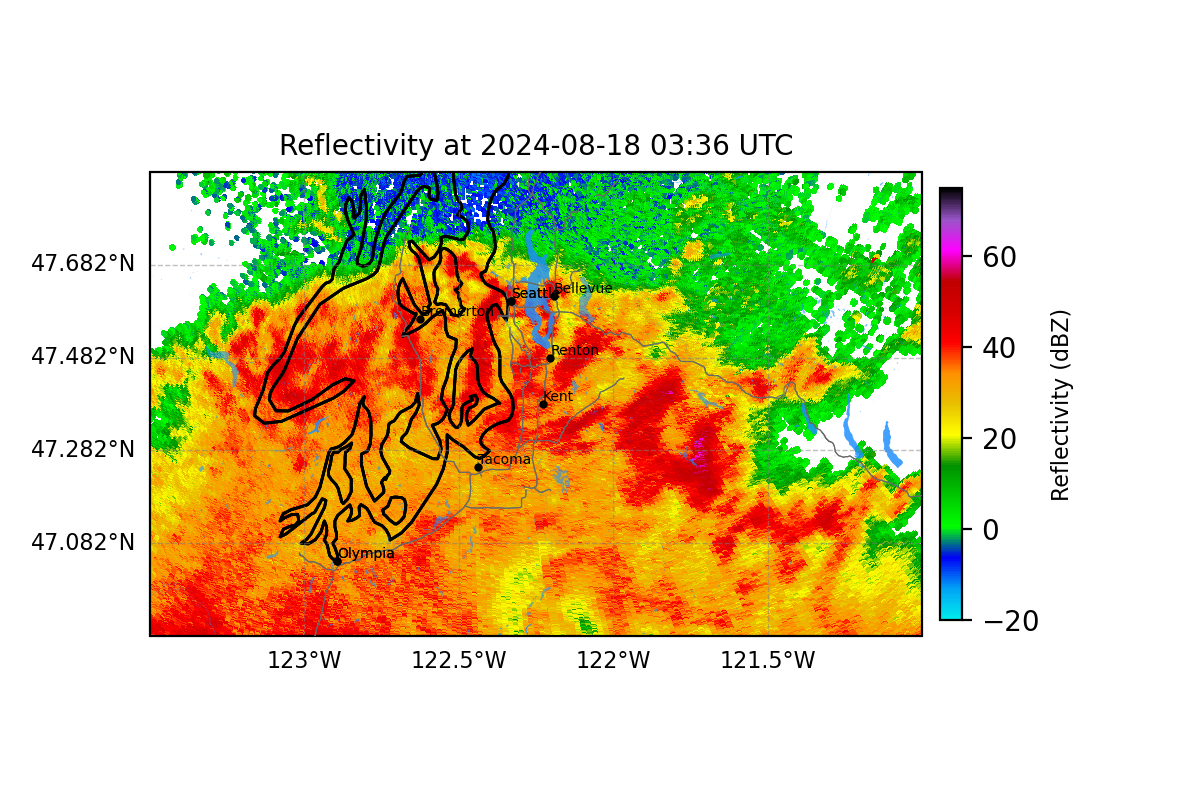 Reflectivity at 2024-08-18 03:36 UTC
47.682°N
47.482°N
47.282°N
47.082°N
123°W
122.5°W
122°W
121.5°W
Seattle
Bellevue
Bremerton
Renton
Kent
Tacoma
Olympia
60
40
20
0
−20
Reflectivity (dBZ)